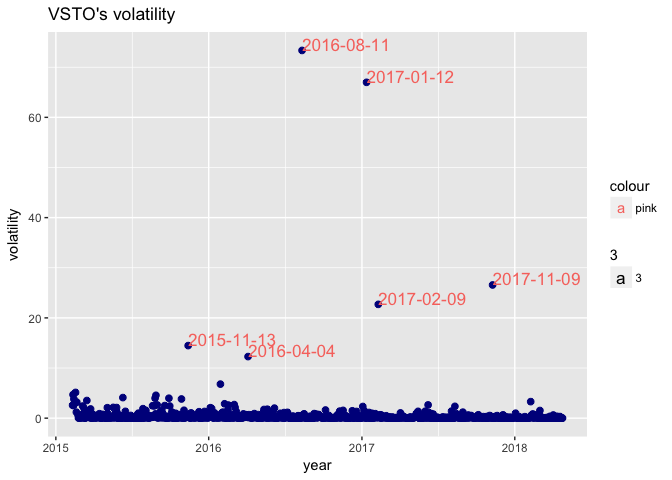 VSTO's volatility
2016-08-11
2017-01-12
60
colour
a pink
volatility
40
3
a 3
2017-11-09
2017-02-09
20
2015-11-13
2016-04-04
0
2015 2016 2017 2018
year